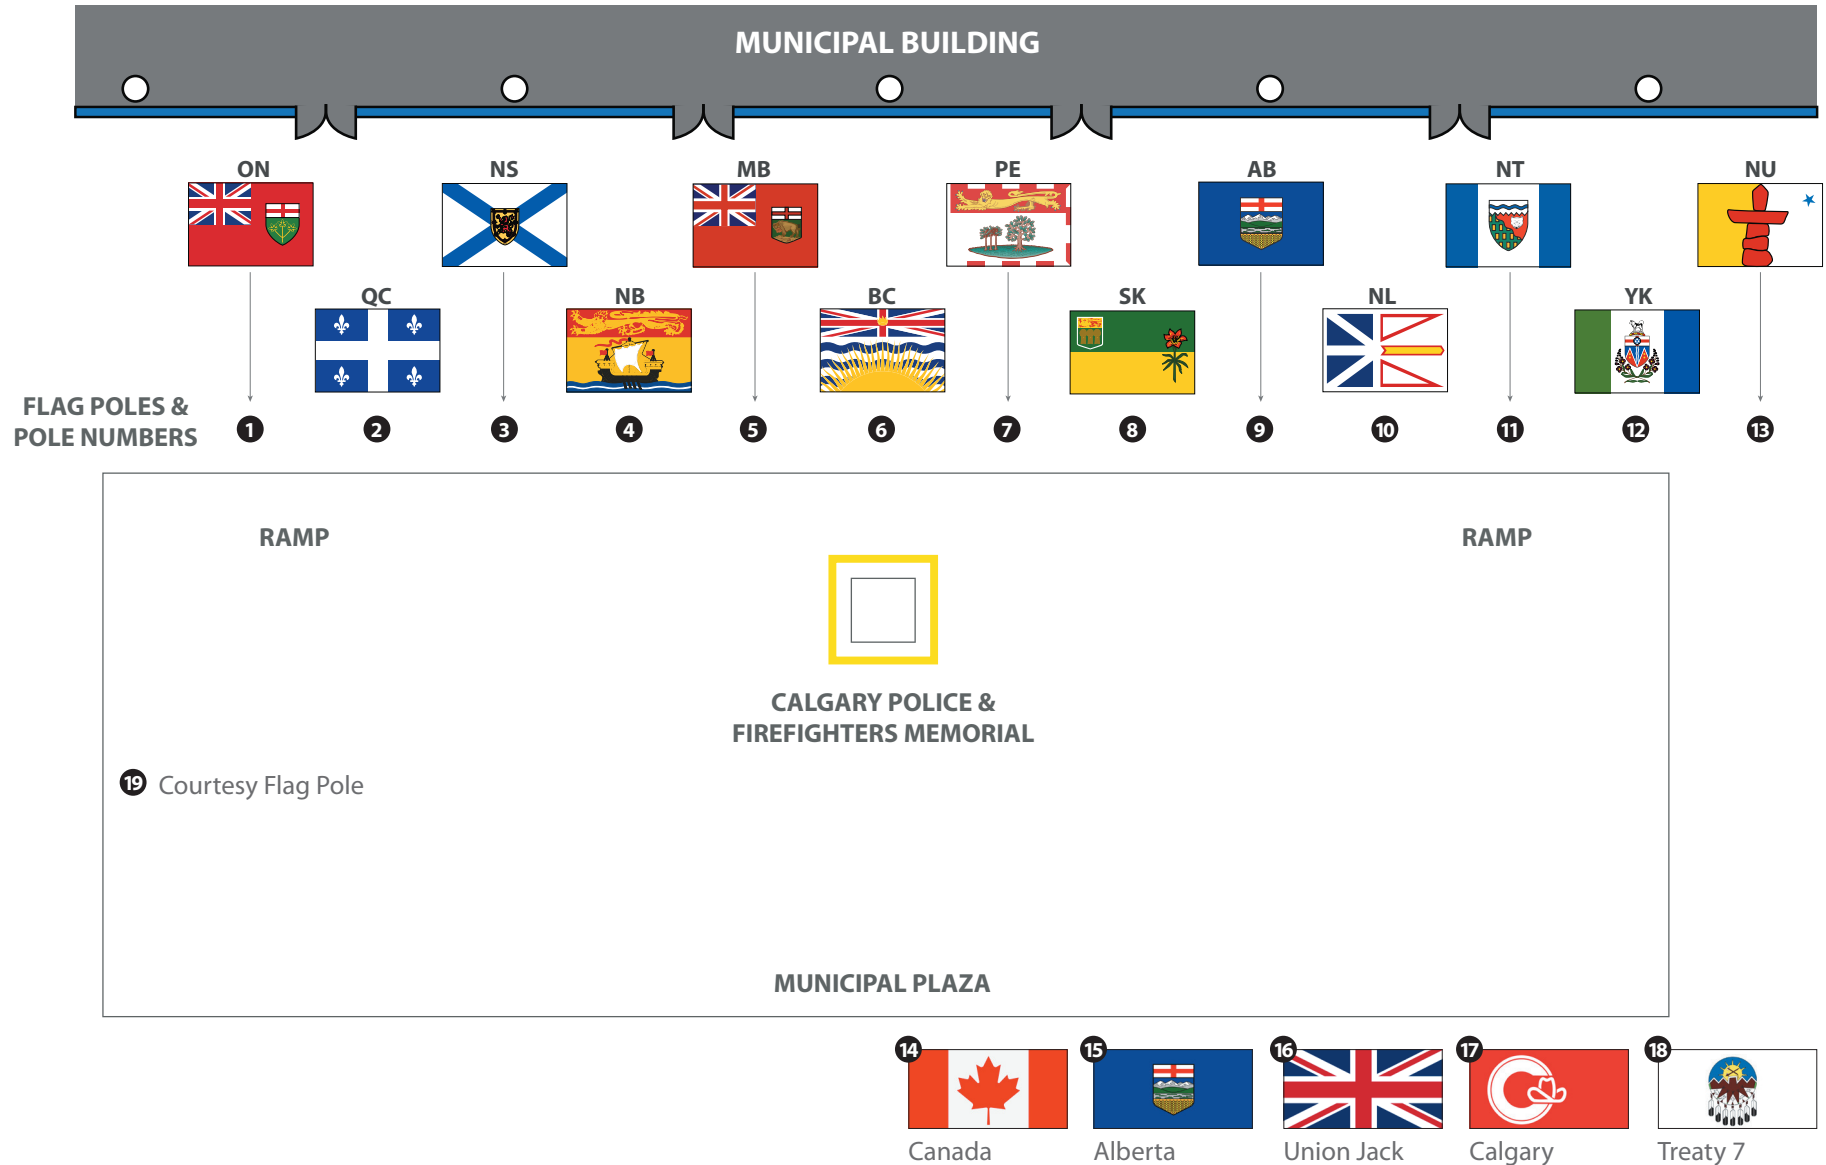 MUNICIPAL BUILDING
ON
NS
MB
PE
AB
NT
NU
QC
NB
BC
SK
NL
YK
FLAG POLES &
POLE NUMBERS
1 2 3 4 5 6 7 8 9 10 11 12 13
RAMP
RAMP
CALGARY POLICE &
FIREFIGHTERS MEMORIAL
19 Courtesy Flag Pole
MUNICIPAL PLAZA
14 15 16 17 18
Canada
Alberta
Union Jack
Calgary
Treaty 7